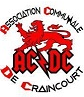 ASSOCIATION COMMUNALE
AC DC
DE CRAINCOURT